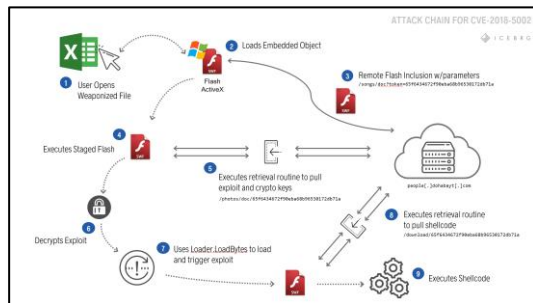 ATTACK CHAIN FOR CVE-2018-5002
ICEBRG
1 User Opens
Weaponized File
2 Loads Embedded Object
Flash
ActiveX
3 Remote Flash Inclusion w/parameters
people[.]dohabayt[.]com
4
Executes Staged Flash
5 Executes retrieval routine to pull
exploit and crypto keys
6
Decrypts Exploit
7 Uses Loader.LoadBytes to load
and trigger exploit
8 Executes retrieval routine
to pull shellcode
9 Executes Shellcode